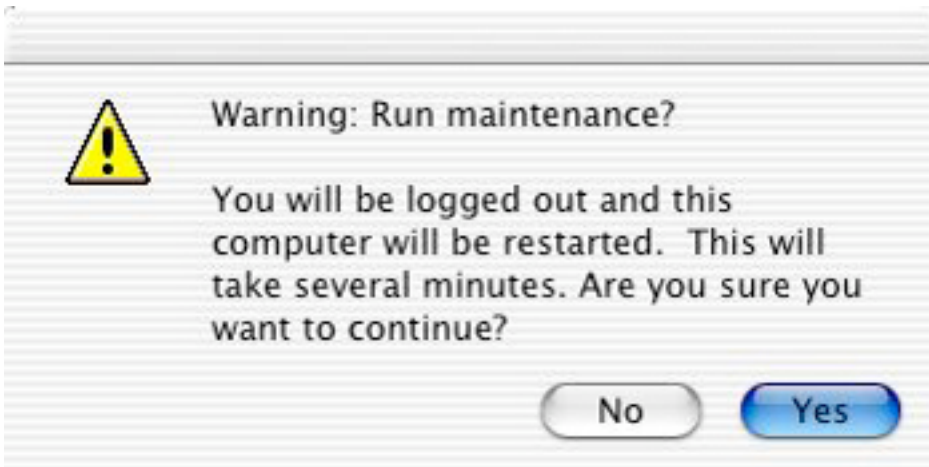 Warning: Run maintenance?
You will be logged out and this
computer will be restarted.  This will
take several minutes. Are you sure you
want to continue?
No Yes